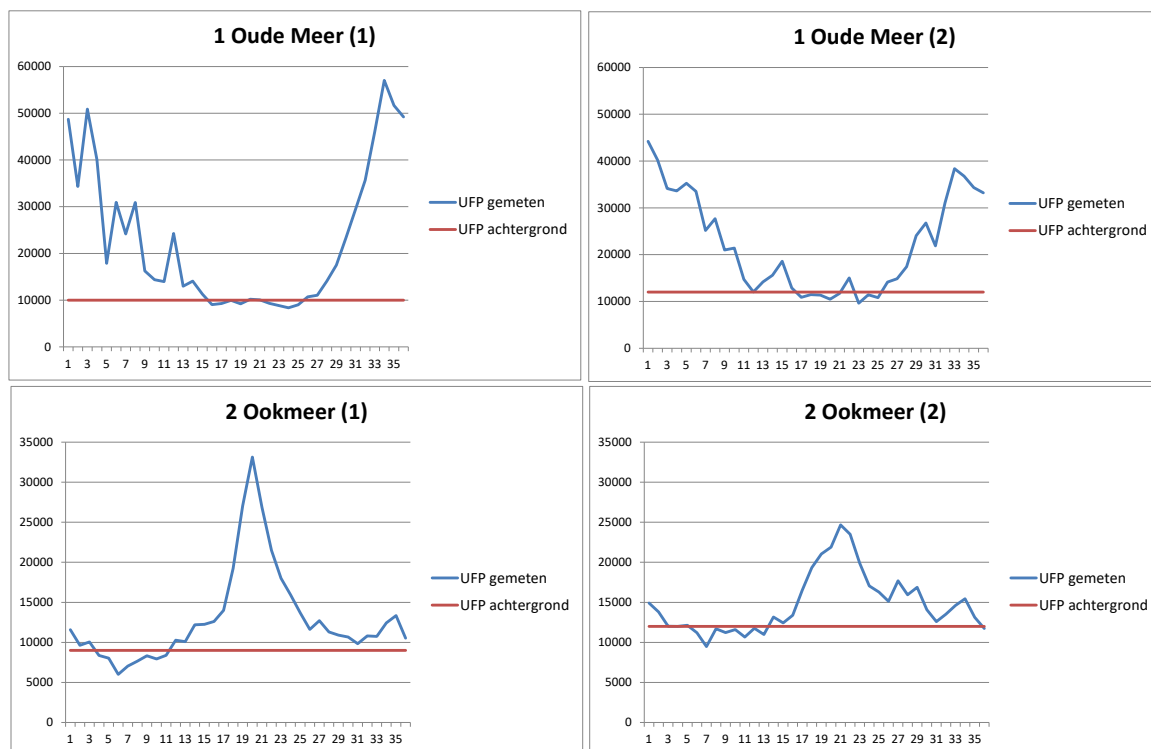 1 Oude Meer (1)
60000
50000
40000
30000
20000
10000
0
1 3 5 7 9 11 13 15 17 19 21 23 25 27 29 31 33 35
UFP gemeten
UFP achtergrond
1 Oude Meer (2)
60000
50000
40000
30000
20000
10000
0
1 3 5 7 9 11 13 15 17 19 21 23 25 27 29 31 33 35
UFP gemeten
UFP achtergrond
2 Ookmeer (1)
35000
30000
25000
20000
15000
10000
5000
0
1 3 5 7 9 11 13 15 17 19 21 23 25 27 29 31 33 35
UFP gemeten
UFP achtergrond
2 Ookmeer (2)
35000
30000
25000
20000
15000
10000
5000
0
1 3 5 7 9 11 13 15 17 19 21 23 25 27 29 31 33 35
UFP gemeten
UFP achtergrond